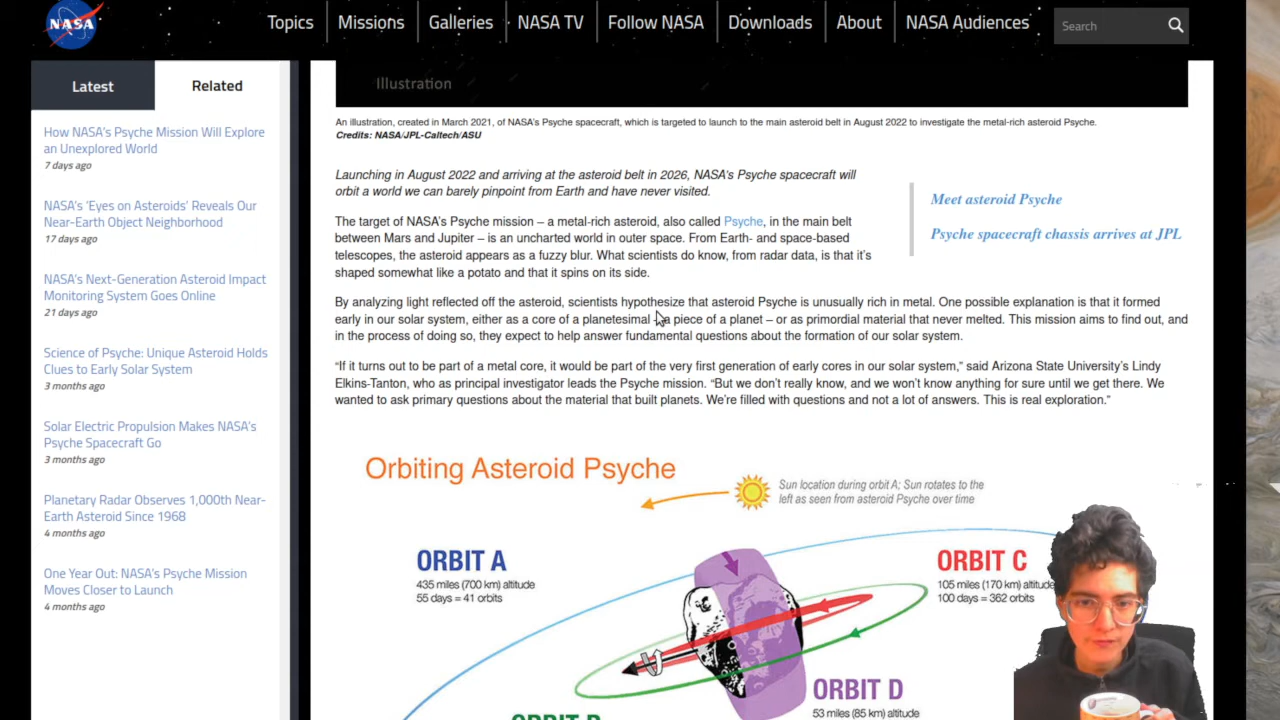 NASA
Topics
Missions
Galleries
NASA TV
Follow NASA
Downloads
About
NASA Audiences
Search
Latest
Related
How NASA's Psyche Mission Will Explore
an Unexplored World
7 days ago
NASA's 'Eyes on Asteroids' Reveals Our
Near-Earth Object Neighborhood
17 days ago
NASA's Next-Generation Asteroid Impact
Monitoring System Goes Online
21 days ago
Science of Psyche: Unique Asteroid Holds
Clues to Early Solar System
3 months ago
Solar Electric Propulsion Makes NASA's
Psyche Spacecraft Go
3 months ago
Planetary Radar Observes 1,000th Near-
Earth Asteroid Since 1968
4 months ago
One Year Out: NASA's Psyche Mission
Moves Closer to Launch
4 months ago
Illustration
An illustration, created in March 2021, of NASA's Psyche spacecraft, which is targeted to launch to the main asteroid belt in August 2022 to investigate the metal-rich asteroid Psyche.
Credits: NASA/JPL-Caltech/ASU
Launching in August 2022 and arriving at the asteroid belt in 2026, NASA's Psyche spacecraft will
orbit a world we can barely pinpoint from Earth and have never visited.
The target of NASA's Psyche mission – a metal-rich asteroid, also called Psyche, in the main belt
between Mars and Jupiter – is an uncharted world in outer space. From Earth- and space-based
telescopes, the asteroid appears as a fuzzy blur. What scientists do know, from radar data, is that it's
shaped somewhat like a potato and that it spins on its side.
Meet asteroid Psyche
Psyche spacecraft chassis arrives at JPL
By analyzing light reflected off the asteroid, scientists hypothesize that asteroid Psyche is unusually rich in metal. One possible explanation is that it formed
early in our solar system, either as a core of a planetesimal – a piece of a planet – or as primordial material that never melted. This mission aims to find out, and
in the process of doing so, they expect to help answer fundamental questions about the formation of our solar system.
"If it turns out to be part of a metal core, it would be part of the very first generation of early cores in our solar system," said Arizona State University's Lindy
Elkins-Tanton, who as principal investigator leads the Psyche mission. "But we don't really know, and we won't know anything for sure until we get there. We
wanted to ask primary questions about the material that built planets. We're filled with questions and not a lot of answers. This is real exploration."
Orbiting Asteroid Psyche
Sun location during orbit A; Sun rotates to the
left as seen from asteroid Psyche over time
ORBIT A
435 miles (700 km) altitude
55 days = 41 orbits
ORBIT C
105 miles (170 km) altitude
100 days = 362 orbits
ORBIT D
53 miles (85 km) altitude